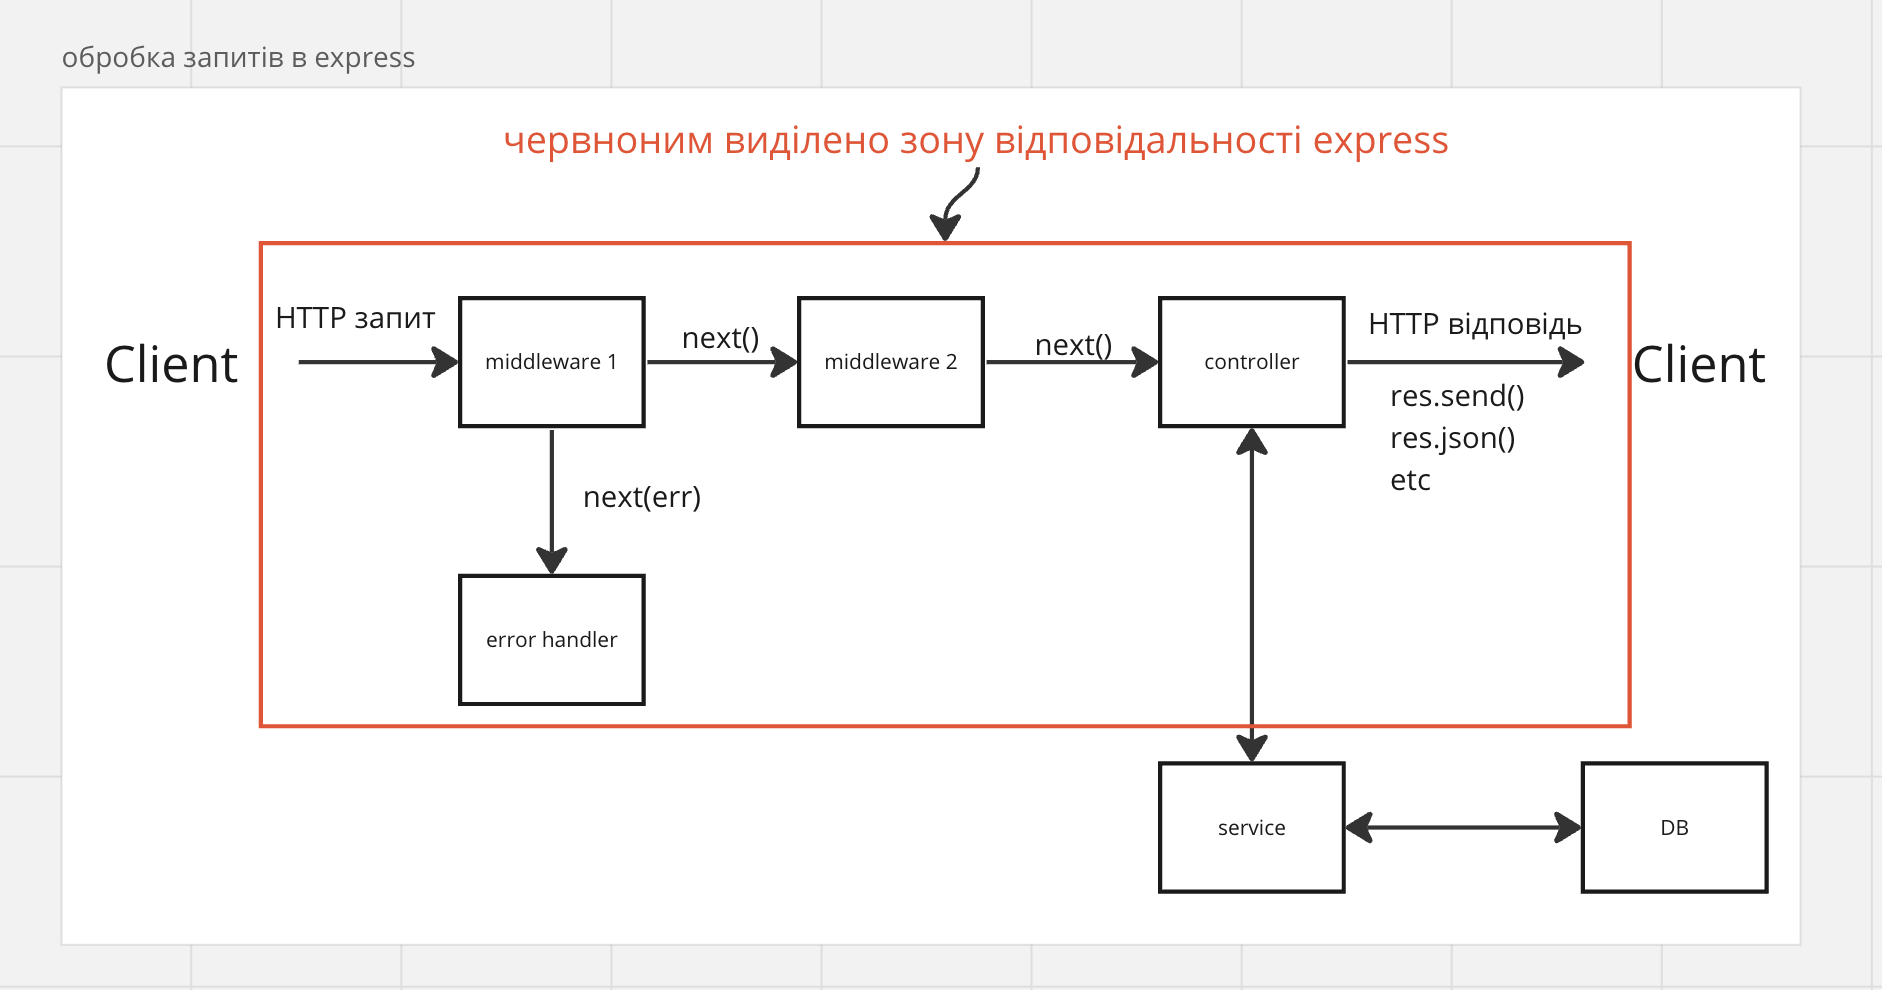 обробка запитів в express
червноним виділено зону відповідальності express
Client
HTTP запит
middleware 1
next()
middleware 2
next()
controller
HTTP відповідь
res.send()
res.json()
etc
Client
next(err)
error handler
service
DB